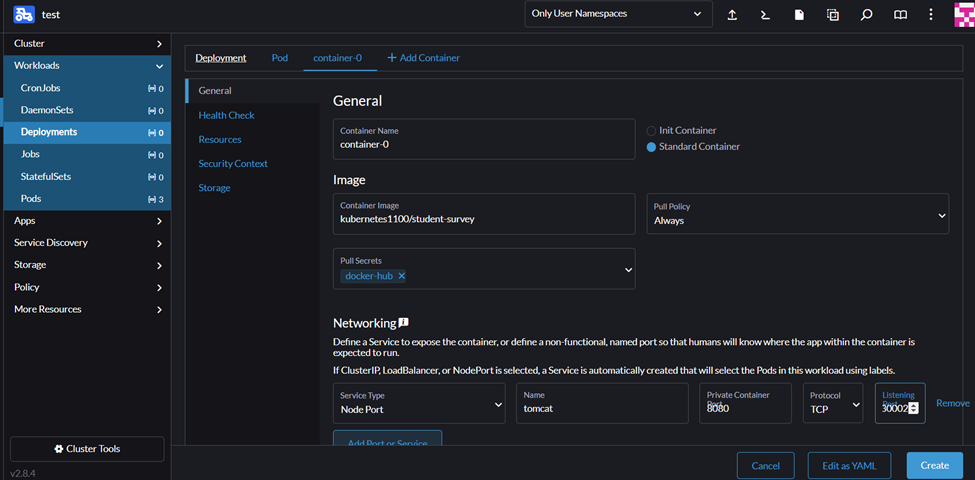 test
Only User Namespaces
Cluster
Workloads
CronJobs 0
DaemonSets 0
Deployments 0
Jobs 0
StatefulSets 0
Pods 3
Apps
Service Discovery
Storage
Policy
More Resources
Cluster Tools
v2.8.4
Deployment Pod container-0 + Add Container
General
Health Check
Resources
Security Context
Storage
General
Container Name
container-0
Init Container
Standard Container
Image
Container Image
kubernetes1100/student-survey
Pull Policy
Always
Pull Secrets
docker-hub ×
Networking
Define a Service to expose the container, or define a non-functional, named port so that humans will know where the app within the container is
expected to run.
If ClusterIP, LoadBalancer, or NodePort is selected, a Service is automatically created that will select the Pods in this workload using labels.
Service Type
Node Port
Name
tomcat
Private Container
Port
8080
Protocol
TCP
Listening
Port
30002
Remove
Add Port or Service
Cancel
Edit as YAML
Create